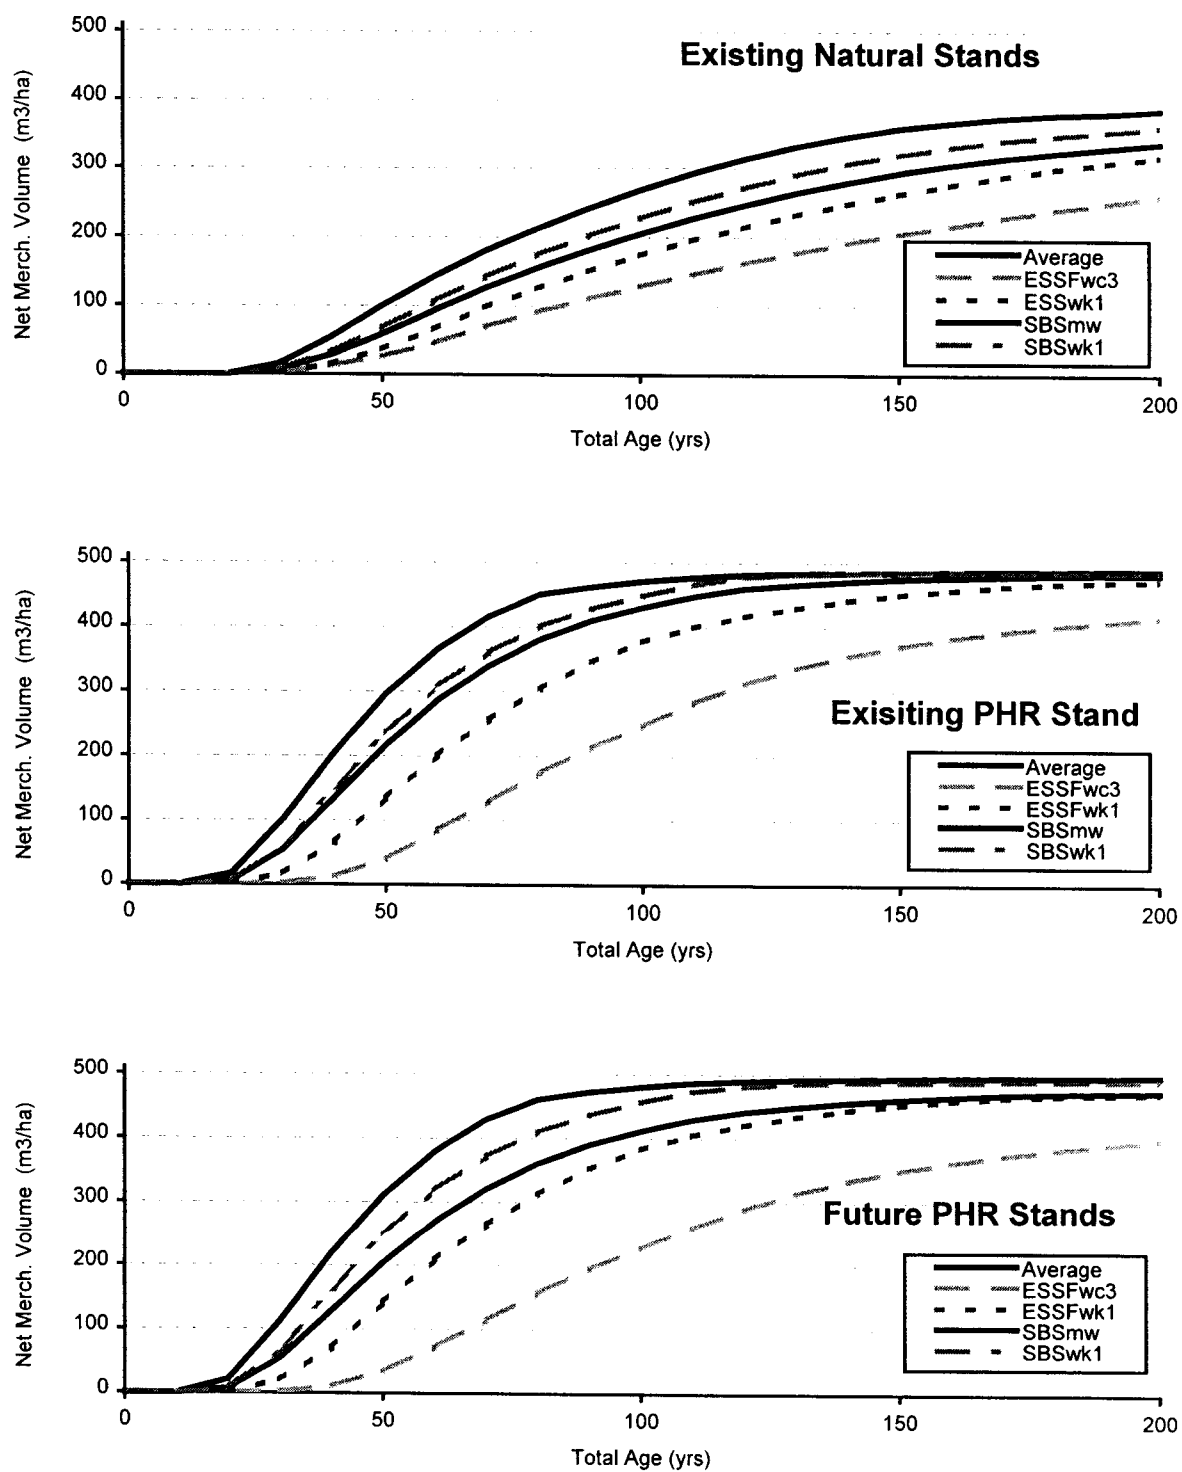 Existing Natural Stands
Net Merch. Volume (m3/ha)
500
400
300
200
100
0
0 50 100 150 200
Total Age (yrs)
Average
ESSFwc3
ESSwk1
SBSmw
SBSwk1
Exisiting PHR Stand
Net Merch. Volume (m3/ha)
500
400
300
200
100
0
0 50 100 150 200
Total Age (yrs)
Average
ESSFwc3
ESSFwk1
SBSmw
SBSwk1
Future PHR Stands
Net Merch. Volume (m3/ha)
500
400
300
200
100
0
0 50 100 150 200
Total Age (yrs)
Average
ESSFwc3
ESSFwk1
SBSmw
SBSwk1